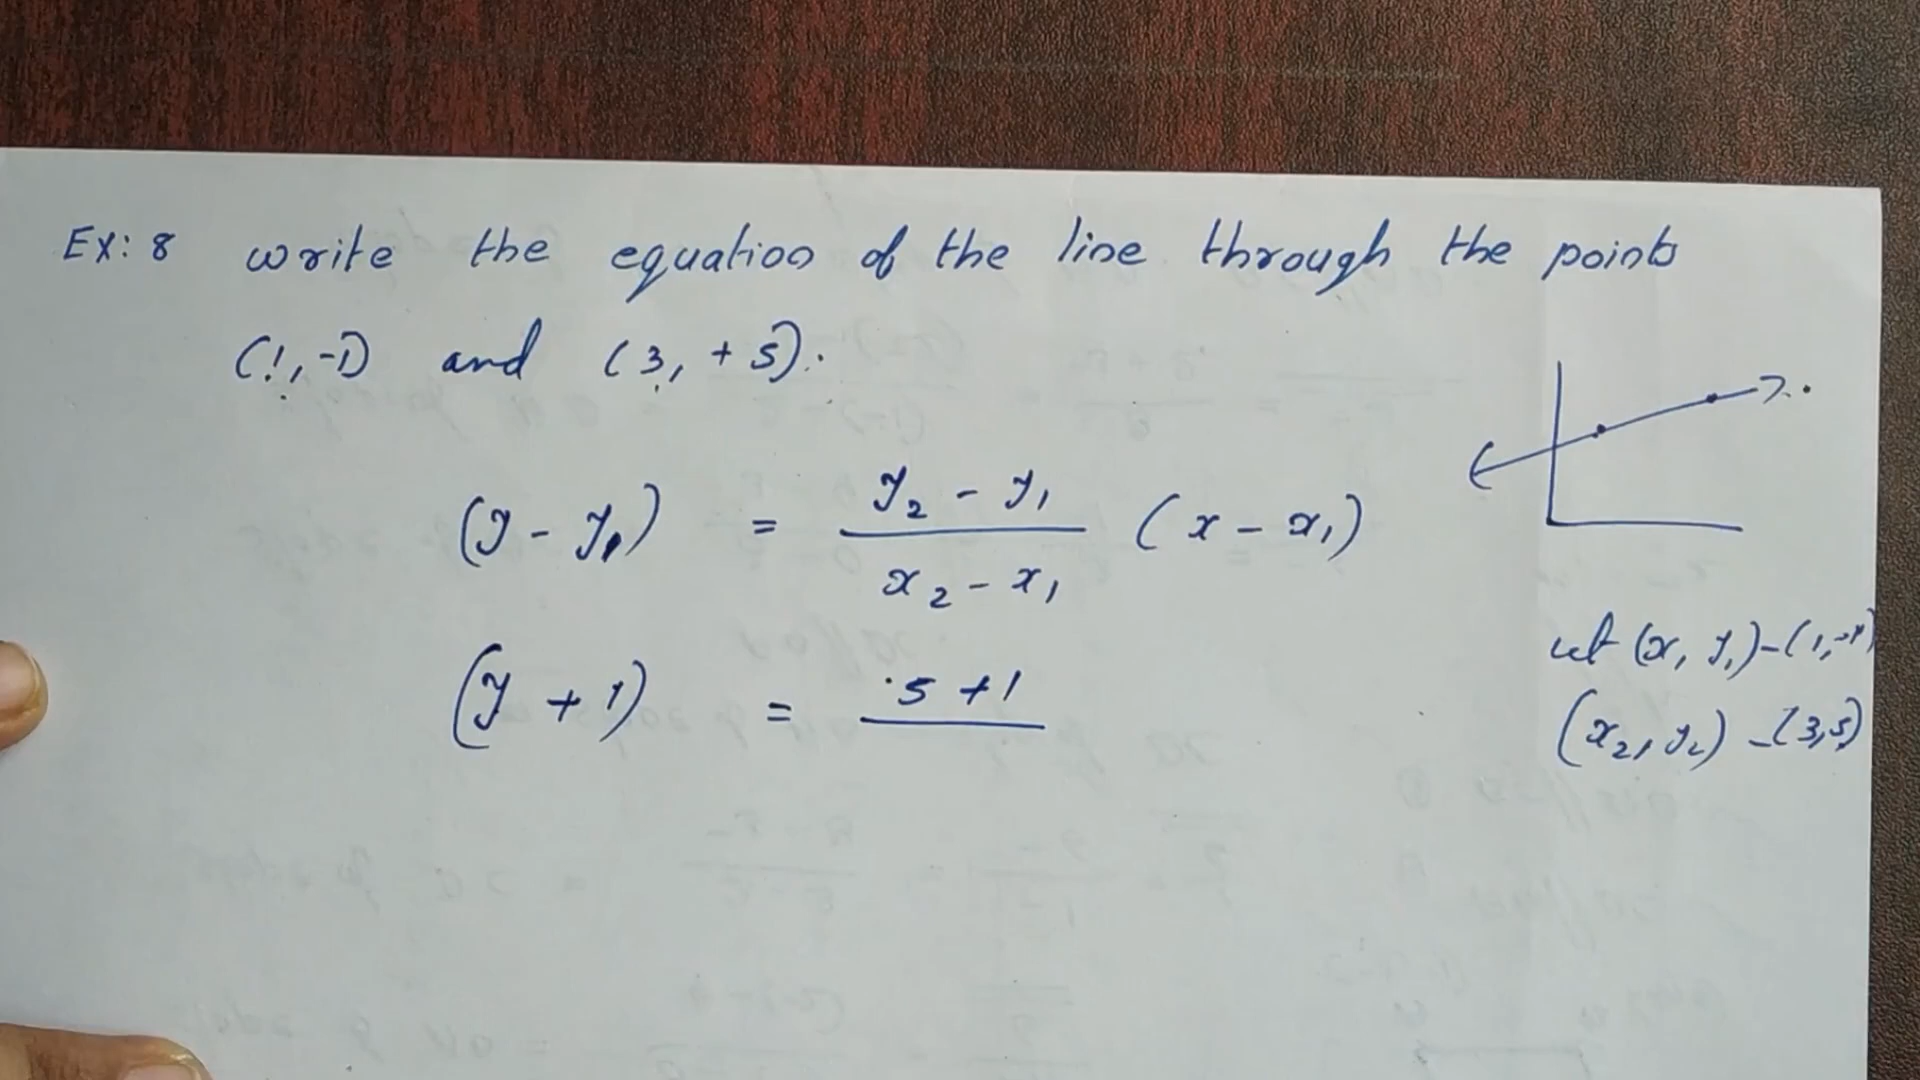 Ex: 8 write the equation of the line through the points
(1, -1) and (3, +5).
(y - y1) = y2 - y1 / x2 - x1 (x - x1)
let (x, y1) - (1, -1)
(y + 1) = 5 + 1
(x2, y2) - (3,5)